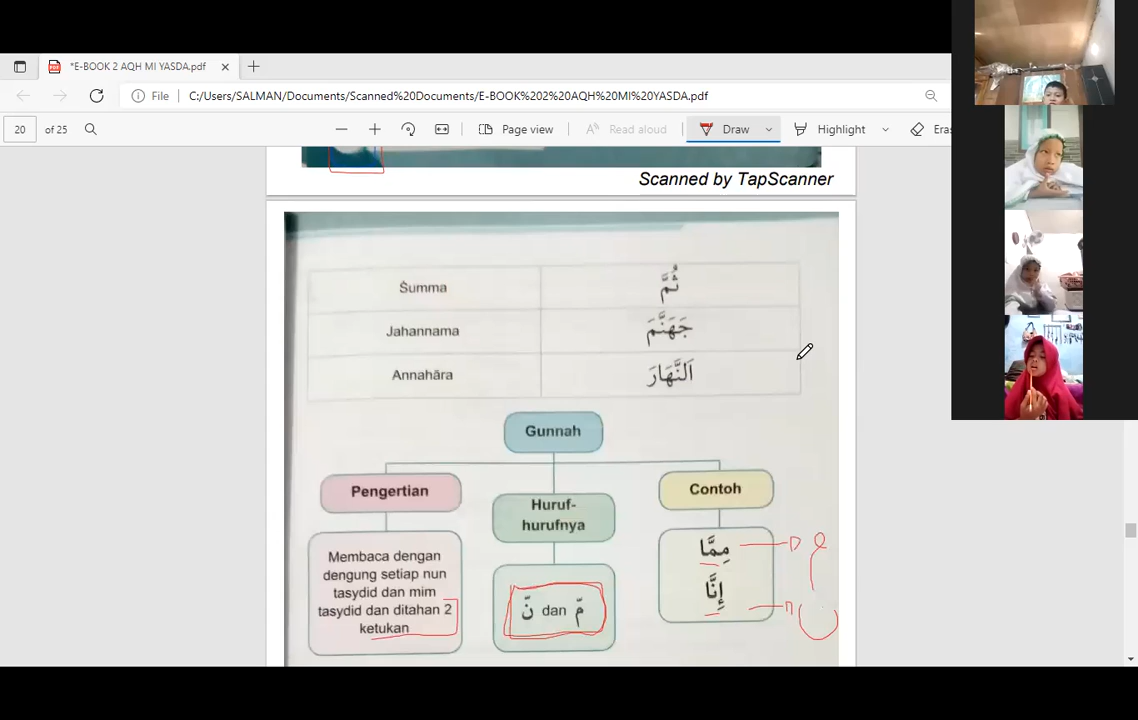 *E-BOOK 2 AQH MI YASDA.pdf
File
C:/Users/SALMAN/Documents/Scanned%20Documents/E-BOOK%202%20AQH%20MI%20YASDA.pdf
20 of 25
Page view
Read aloud
Draw
Highlight
Eras
Scanned by TapScanner
Ṡumma
ثُمَّ
Jahannama
جَهَنَّمَ
Annahāra
اَلنَّهَارَ
Gunnah
Pengertian
Membaca dengan
dengung setiap nun
tasydid dan mim
tasydid dan ditahan 2
ketukan
Huruf-
hurufnya
مّ dan نّ
Contoh
مِمَّا
إِنَّا